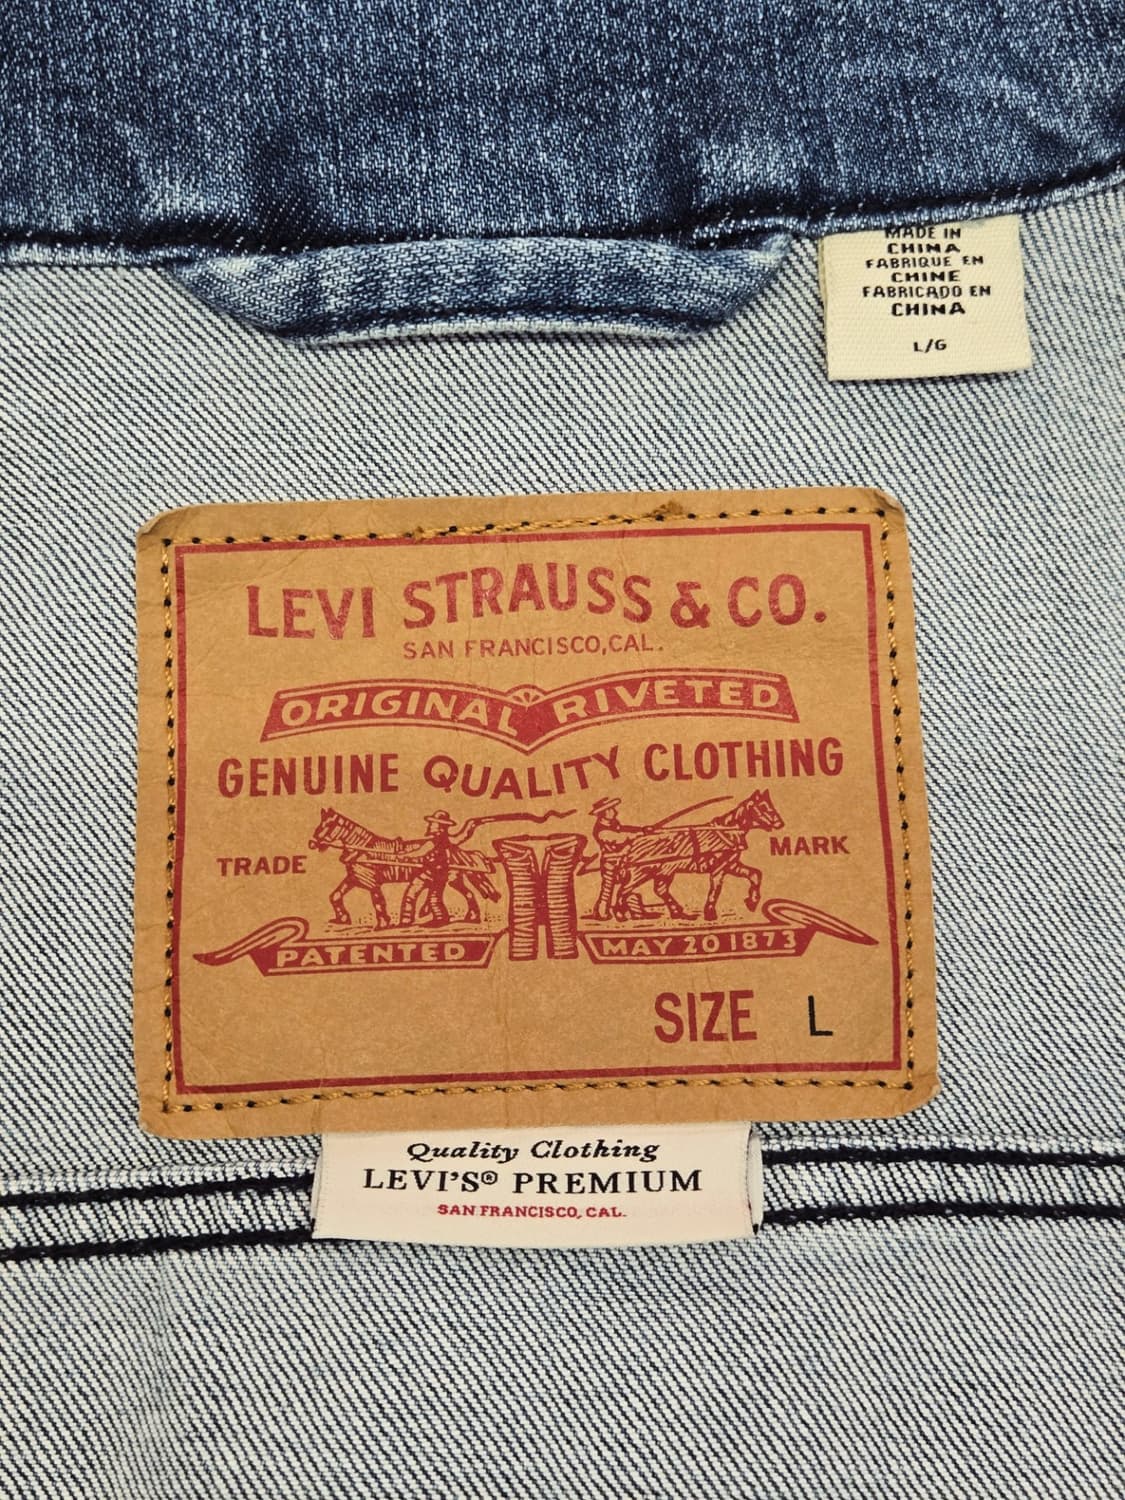 MADE IN
CHINA
FABRIQUE EN
CHINE
FABRICADO EN
CHINA
L/G
LEVI STRAUSS & CO.
SAN FRANCISCO, CAL.
ORIGINAL RIVETED
GENUINE QUALITY CLOTHING
TRADE MARK
PATENTED MAY 20 1873
SIZE L
Quality Clothing
LEVI'S® PREMIUM
SAN FRANCISCO, CAL.